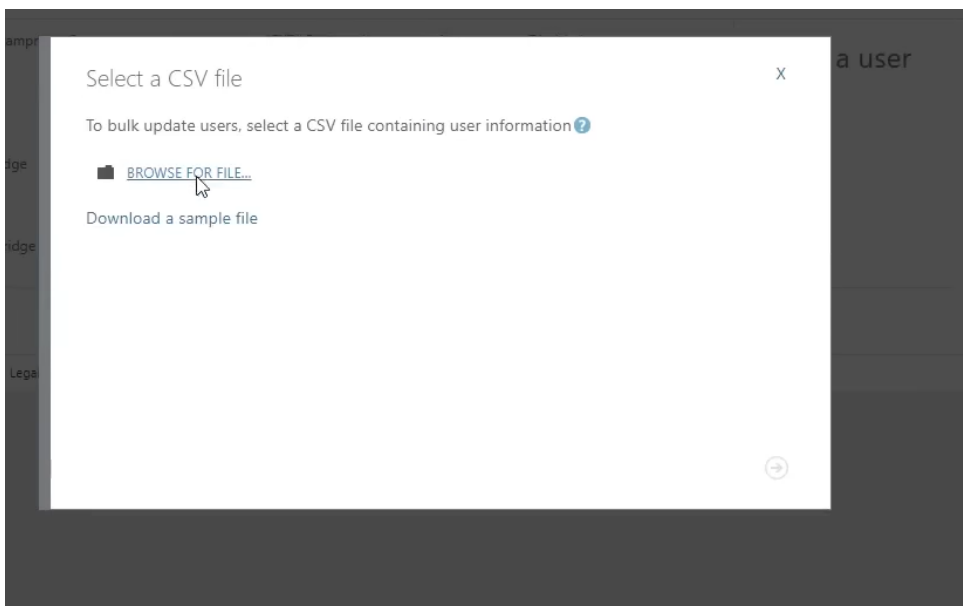 a user
Select a CSV file
X
To bulk update users, select a CSV file containing user information ?
BROWSE FOR FILE...
Download a sample file